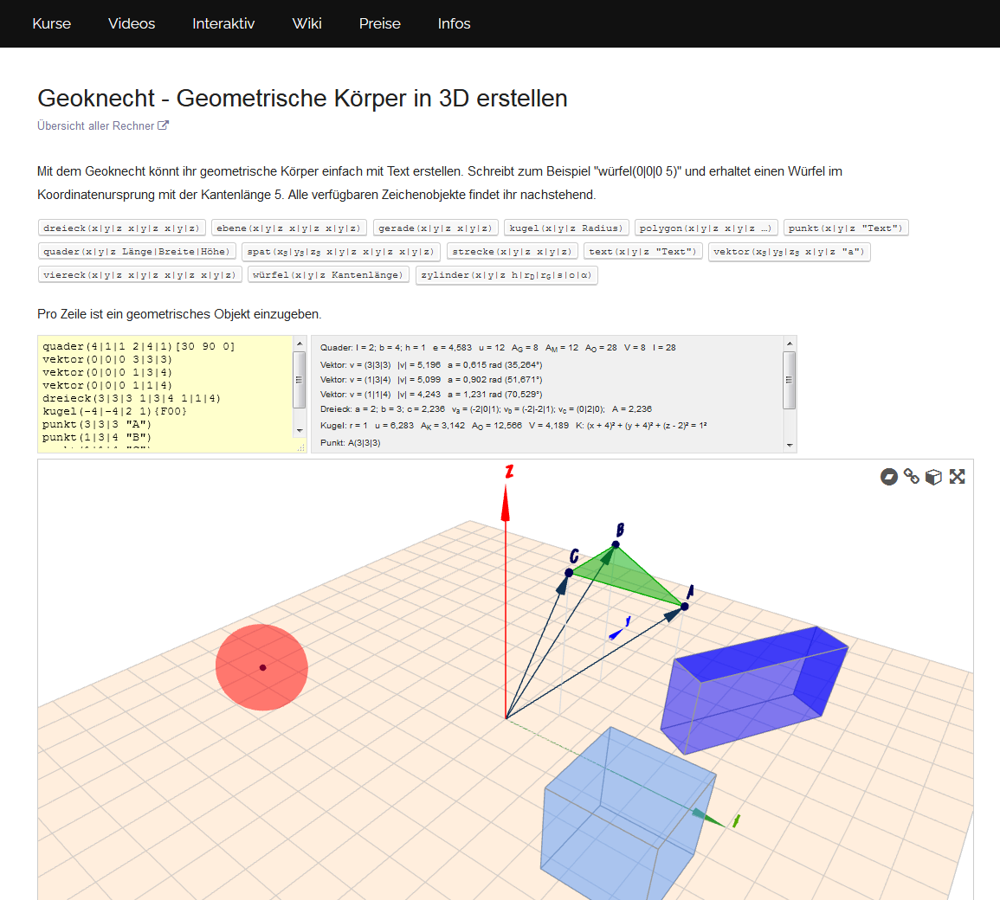 Kurse Videos Interaktiv Wiki Preise Infos
Geoknecht - Geometrische Körper in 3D erstellen
Übersicht aller Rechner
Mit dem Geoknecht könnt ihr geometrische Körper einfach mit Text erstellen. Schreibt zum Beispiel "würfel(0|0|0 5)" und erhaltet einen Würfel im
Koordinatenursprung mit der Kantenlänge 5. Alle verfügbaren Zeichenobjekte findet ihr nachstehend.
dreieck(x|y|z x|y|z x|y|z) ebene(x|y|z x|y|z x|y|z) gerade(x|y|z x|y|z) kugel(x|y|z Radius) polygon(x|y|z x|y|z …) punkt(x|y|z "Text")
quader(x|y|z Länge|Breite|Höhe) spat(xS|yS|zS x|y|z x|y|z x|y|z) strecke(x|y|z x|y|z) text(x|y|z "Text") vektor(xS|yS|zS x|y|z "a")
viereck(x|y|z x|y|z x|y|z x|y|z) würfel(x|y|z Kantenlänge) zylinder(x|y|z h|rD|rG|s|o|α)
Pro Zeile ist ein geometrisches Objekt einzugeben.
quader(4|1|1 2|4|1)[30 90 0]
vektor(0|0|0 3|3|3)
vektor(0|0|0 1|3|4)
vektor(0|0|0 1|1|4)
dreieck(3|3|3 1|3|4 1|1|4)
kugel(-4|-4|2 1){F00}
punkt(3|3|3 "A")
punkt(1|3|4 "B")
Quader: l = 2; b = 4; h = 1 e = 4,583 u = 12 AG = 8 AM = 12 AO = 28 V = 8 l = 28
Vektor: v = (3|3|3) |v| = 5,196 a = 0,615 rad (35,264°)
Vektor: v = (1|3|4) |v| = 5,099 a = 0,902 rad (51,671°)
Vektor: v = (1|1|4) |v| = 4,243 a = 1,231 rad (70,529°)
Dreieck: a = 2; b = 3; c = 2,236 va = (-2|0|1); vb = (-2|-2|1); vc = (0|2|0); A = 2,236
Kugel: r = 1 u = 6,283 AK = 3,142 AO = 12,566 V = 4,189 K: (x + 4)² + (y + 4)² + (z - 2)² = 1²
Punkt: A(3|3|3)
z
B
C
A
y